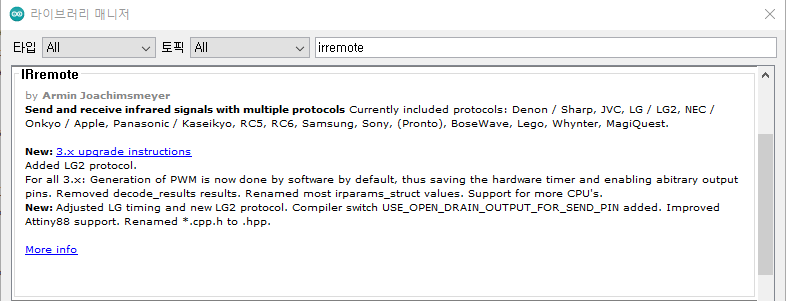 라이브러리 매니저
타입 All 토픽 All irremote
IRremote
by Armin Joachimsmeyer
Send and receive infrared signals with multiple protocols Currently included protocols: Denon / Sharp, JVC, LG / LG2, NEC /
Onkyo / Apple, Panasonic / Kaseikyo, RC5, RC6, Samsung, Sony, (Pronto), BoseWave, Lego, Whynter, MagiQuest.
New: 3.x upgrade instructions
Added LG2 protocol.
For all 3.x: Generation of PWM is now done by software by default, thus saving the hardware timer and enabling abitrary output
pins. Removed decode_results results. Renamed most irparams_struct values. Support for more CPU's.
New: Adjusted LG timing and new LG2 protocol. Compiler switch USE_OPEN_DRAIN_OUTPUT_FOR_SEND_PIN added. Improved
Attiny88 support. Renamed *.cpp.h to .hpp.
More info